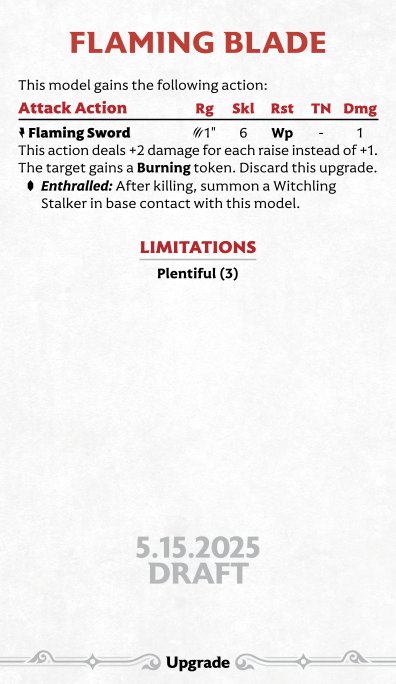 FLAMING BLADE
This model gains the following action:
Attack Action Rg Skl Rst TN Dmg
Flaming Sword 1" 6 Wp - 1
This action deals +2 damage for each raise instead of +1.
The target gains a Burning token. Discard this upgrade.
Enthralled: After killing, summon a Witchling
Stalker in base contact with this model.
LIMITATIONS
Plentiful (3)
5.15.2025
DRAFT
Upgrade